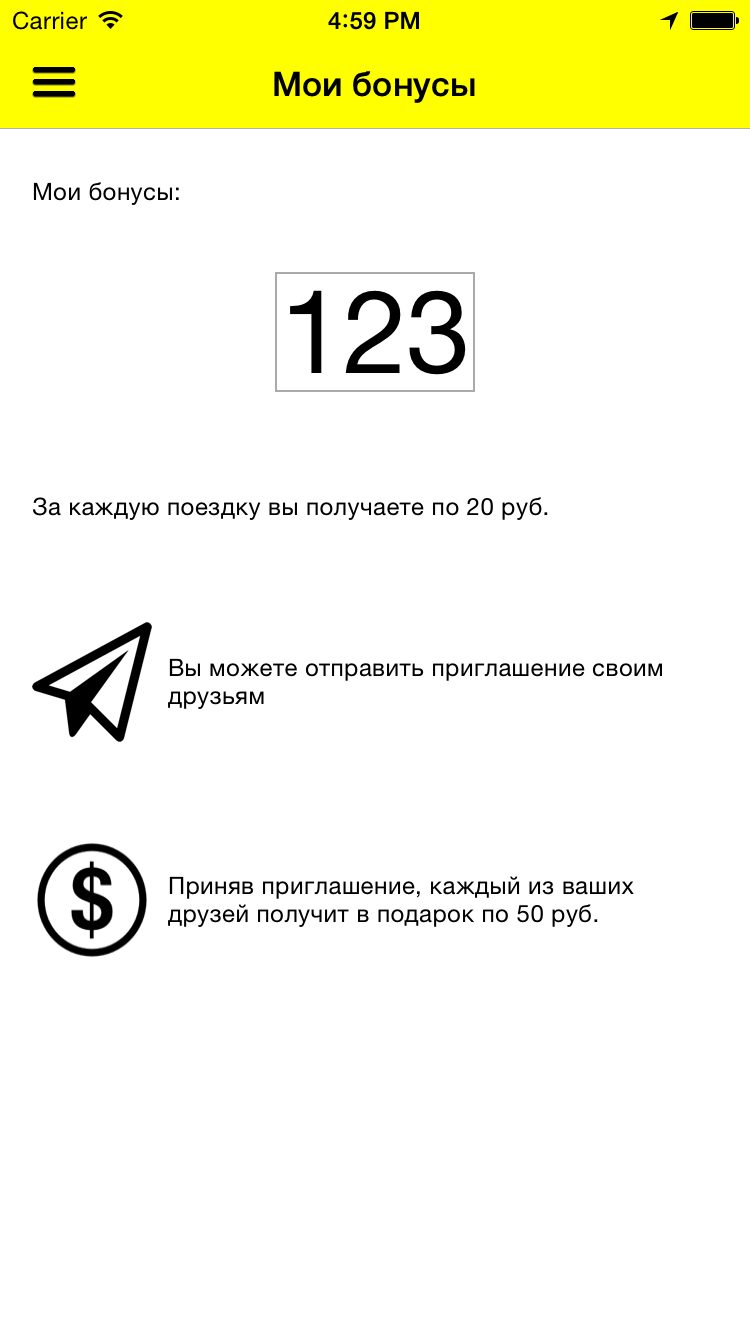 Carrier 4:59 PM
Мои бонусы
Мои бонусы:
123
За каждую поездку вы получаете по 20 руб.
Вы можете отправить приглашение своим
друзьям
$
Приняв приглашение, каждый из ваших
друзей получит в подарок по 50 руб.